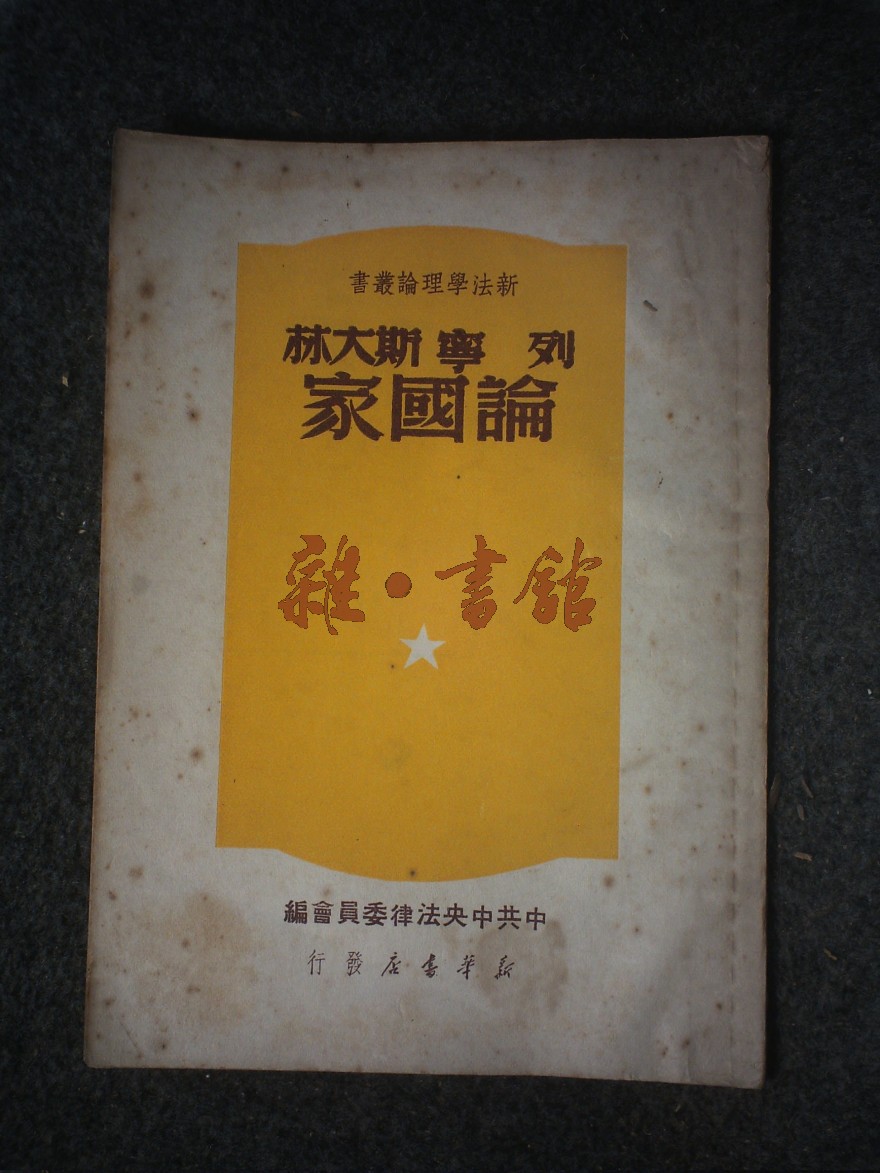 新法學理論叢書
列寧 斯大林
論國家
雜·書館
中共中央法律委員會編
新華書店發行